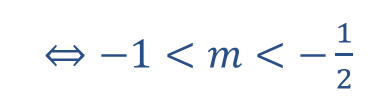 ⇔ −1 < m < − 1/2